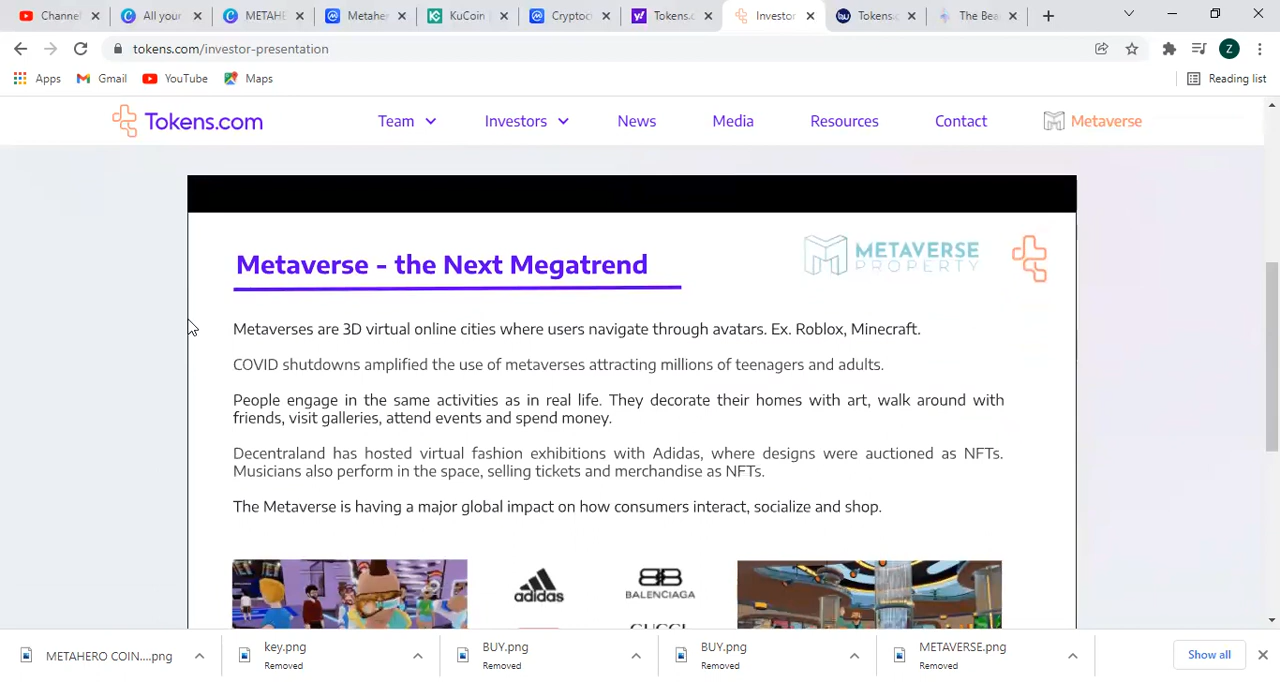 Channel
All your
METAHE
Metahe
KuCoin
Cryptoc
Tokens.c
Investor
Tokens.
The Bea
tokens.com/investor-presentation
Z
Apps
Gmail
YouTube
Maps
Reading list
Tokens.com
Team
Investors
News
Media
Resources
Contact
Metaverse
Metaverse - the Next Megatrend
METAVERSE
PROPERTY
Metaverses are 3D virtual online cities where users navigate through avatars. Ex. Roblox, Minecraft.
COVID shutdowns amplified the use of metaverses attracting millions of teenagers and adults.
People engage in the same activities as in real life. They decorate their homes with art, walk around with
friends, visit galleries, attend events and spend money.
Decentraland has hosted virtual fashion exhibitions with Adidas, where designs were auctioned as NFTs.
Musicians also perform in the space, selling tickets and merchandise as NFTs.
The Metaverse is having a major global impact on how consumers interact, socialize and shop.
adidas
BALENCIAGA
GUCCI
METAHERO COIN....png
key.png
Removed
BUY.png
Removed
BUY.png
Removed
METAVERSE.png
Removed
Show all